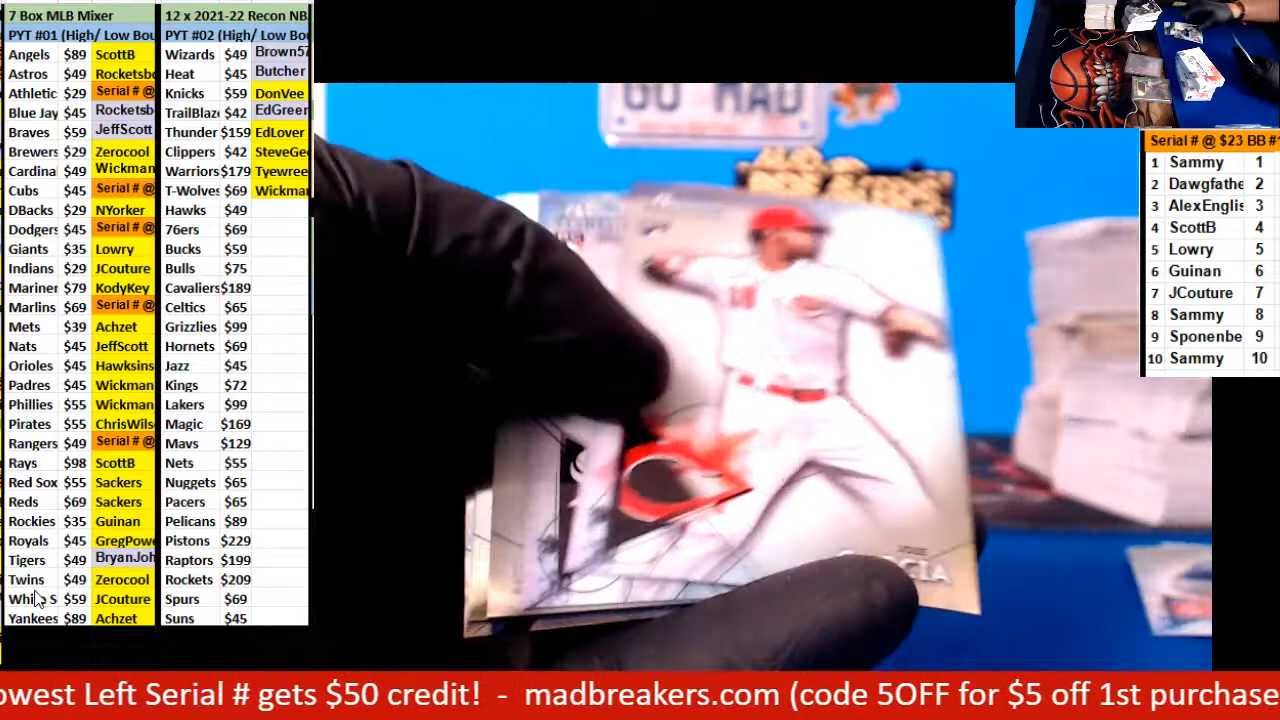 7 Box MLB Mixer
PYT #01 (High/ Low Bou
Angels $89 ScottB
Astros $49 Rocketsbo
Athletic $29 Serial # @
Blue Jay $45 Rocketsb
Braves $59 JeffScott
Brewers $29 Zerocool
Cardina $49 Wickman
Cubs $45 Serial # @
DBacks $29 NYorker
Dodgers $45 Serial # @
Giants $35 Lowry
Indians $29 JCouture
Mariner $79 KodyKey
Marlins $69 Serial # @
Mets $39 Achzet
Nats $45 JeffScott
Orioles $45 Hawksins
Padres $45 Wickman
Phillies $55 Wickman
Pirates $55 ChrisWils
Rangers $49 Serial # @
Rays $98 ScottB
Red Sox $55 Sackers
Reds $69 Sackers
Rockies $35 Guinan
Royals $45 GregPow
Tigers $49 BryanJoh
Twins $49 Zerocool
White S $59 JCouture
Yankees $89 Achzet
12 x 2021-22 Recon NB
PYT #02 (High/ Low Bou
Wizards $49 Brown57
Heat $45 Butcher
Knicks $59 DonVee
TrailBlaz $42 EdGreen
Thunder $159 EdLover
Clippers $42 SteveGe
Warriors $179 Tyewree
T-Wolves $69 Wickman
Hawks $49
76ers $69
Bucks $59
Bulls $75
Cavaliers $189
Celtics $65
Grizzlies $99
Hornets $69
Jazz $45
Kings $72
Lakers $99
Magic $169
Mavs $129
Nets $55
Nuggets $65
Pacers $65
Pelicans $89
Pistons $229
Raptors $199
Rockets $209
Spurs $69
Suns $45
GO MAD
Serial # @ $23 BB #
1 Sammy 1
2 Dawgfathe 2
3 AlexEnglis 3
4 ScottB 4
5 Lowry 5
6 Guinan 6
7 JCouture 7
8 Sammy 8
9 Sponenbe 9
10 Sammy 10
owest Left Serial # gets $50 credit! - madbreakers.com (code 5OFF for $5 off 1st purchase